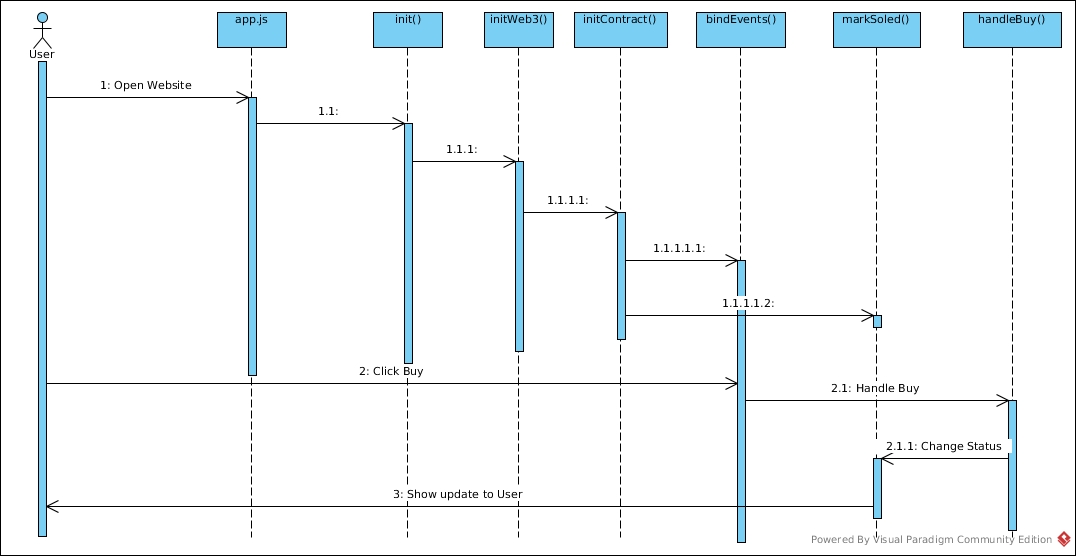 app.js
init()
initWeb3()
initContract()
bindEvents()
markSoled()
handleBuy()
User
1: Open Website
1.1:
1.1.1:
1.1.1.1:
1.1.1.1.1:
1.1.1.1.2:
2: Click Buy
2.1: Handle Buy
2.1.1: Change Status
3: Show update to User
Powered By Visual Paradigm Community Edition